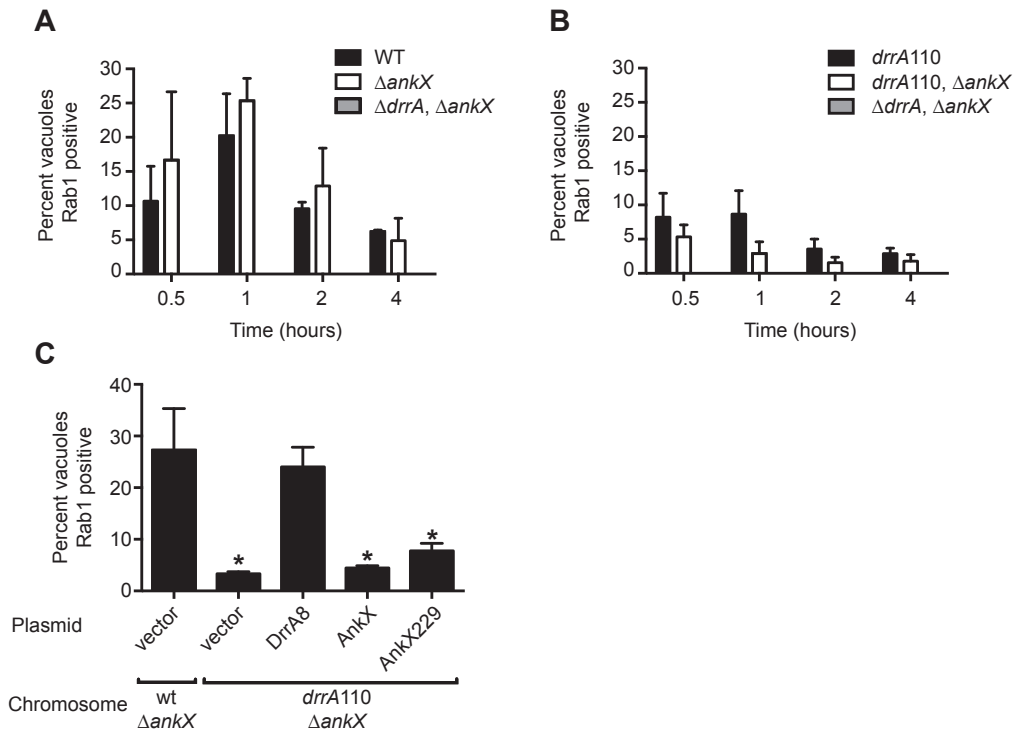 A
WT
ΔankX
ΔdrrA, ΔankX
Percent vacuoles
Rab1 positive
30
25
20
15
10
5
0
0.5 1 2 4
Time (hours)
B
drrA110
drrA110, ΔankX
ΔdrrA, ΔankX
Percent vacuoles
Rab1 positive
30
25
20
15
10
5
0
0.5 1 2 4
Time (hours)
C
Percent vacuoles
Rab1 positive
40
30
20
10
0
* * *
Plasmid vector vector DrrA8 AnkX AnkX229
Chromosome wt drrA110
ΔankX ΔankX